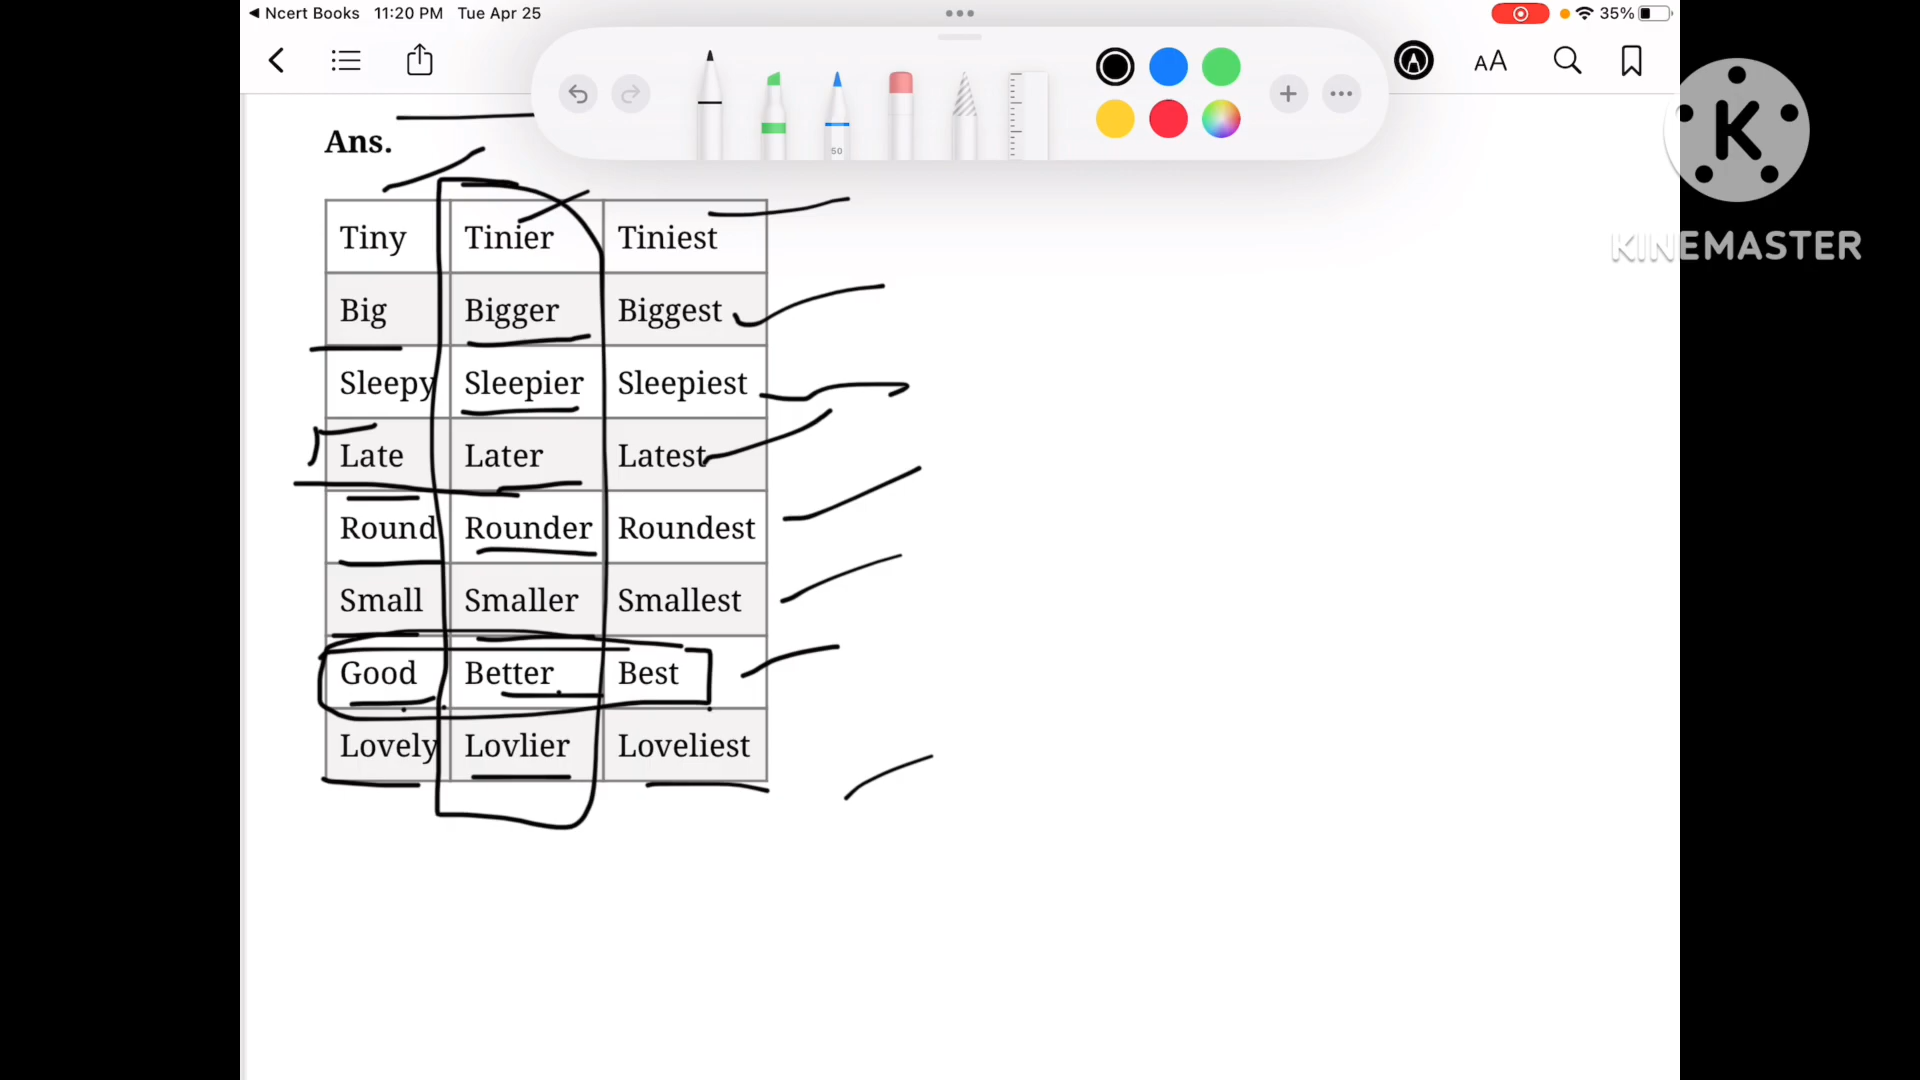 Ncert Books 11:20 PM Tue Apr 25 35%
AA
50
K
KINEMASTER
Ans.
Tiny Tinier Tiniest
Big Bigger Biggest
Sleepy Sleepier Sleepiest
Late Later Latest
Round Rounder Roundest
Small Smaller Smallest
Good Better Best
Lovely Lovlier Loveliest